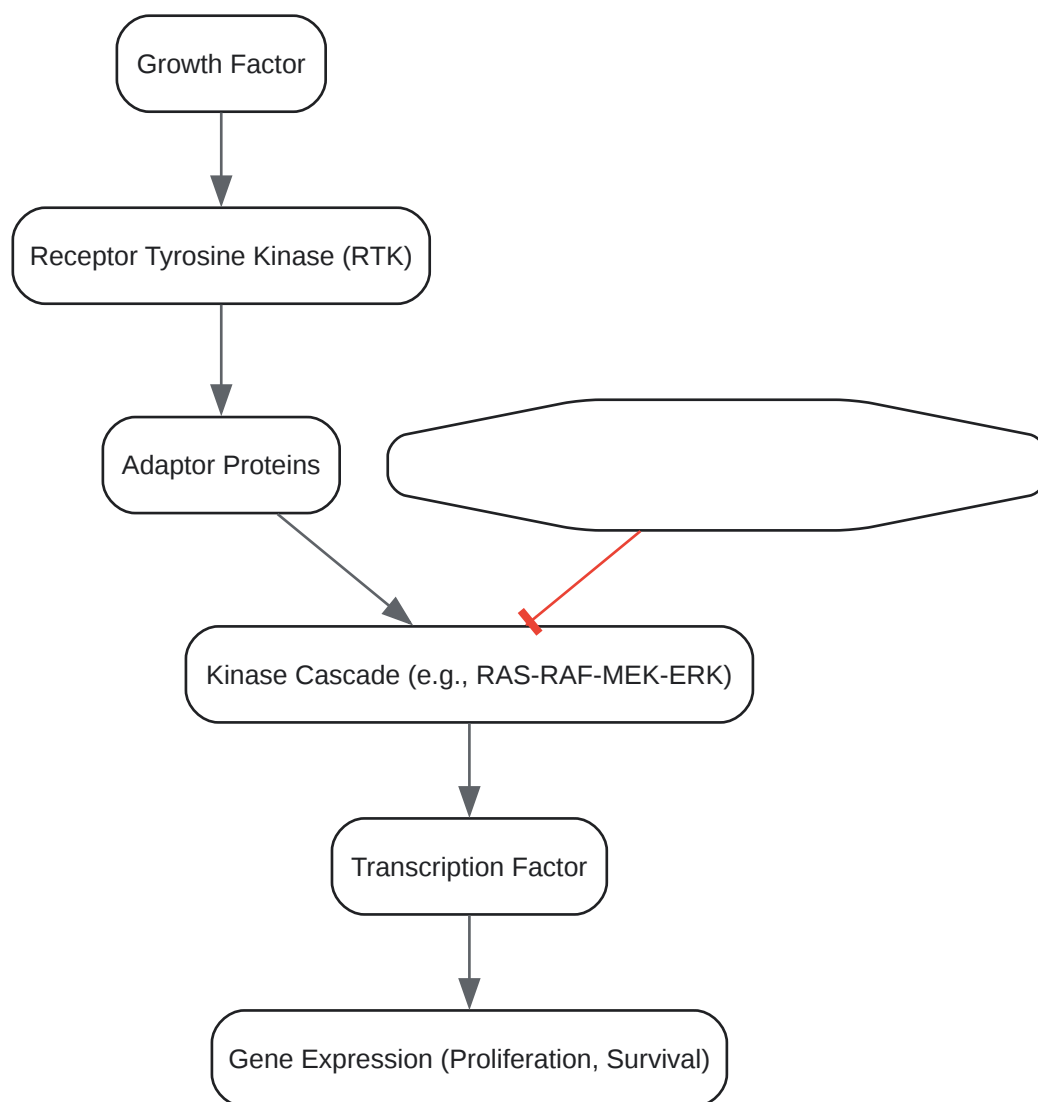 Growth Factor
Receptor Tyrosine Kinase (RTK)
Adaptor Proteins
Kinase Cascade (e.g., RAS-RAF-MEK-ERK)
Transcription Factor
Gene Expression (Proliferation, Survival)